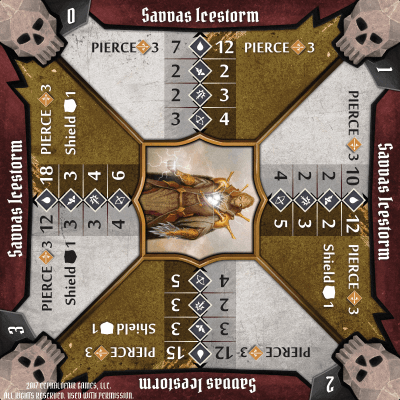 0
Savvas Icestorm
PIERCE 3 7 12 PIERCE 3
2 2
2 3
3 4
1
Savvas Icestorm
PIERCE 3 10 12 PIERCE 3
2 2 Shield 1
2 3
4 5
2
Savvas Icestorm
PIERCE 3 12 15 PIERCE 3
3 3 Shield 1
2 3
4 5
3
Savvas Icestorm
PIERCE 3 12 18 PIERCE 3
Shield 1 3 3 Shield 1
3 4
4 6
2017 CEPHALOFAIR GAMES, LLC.
ALL RIGHTS RESERVED. USED WITH PERMISSION.